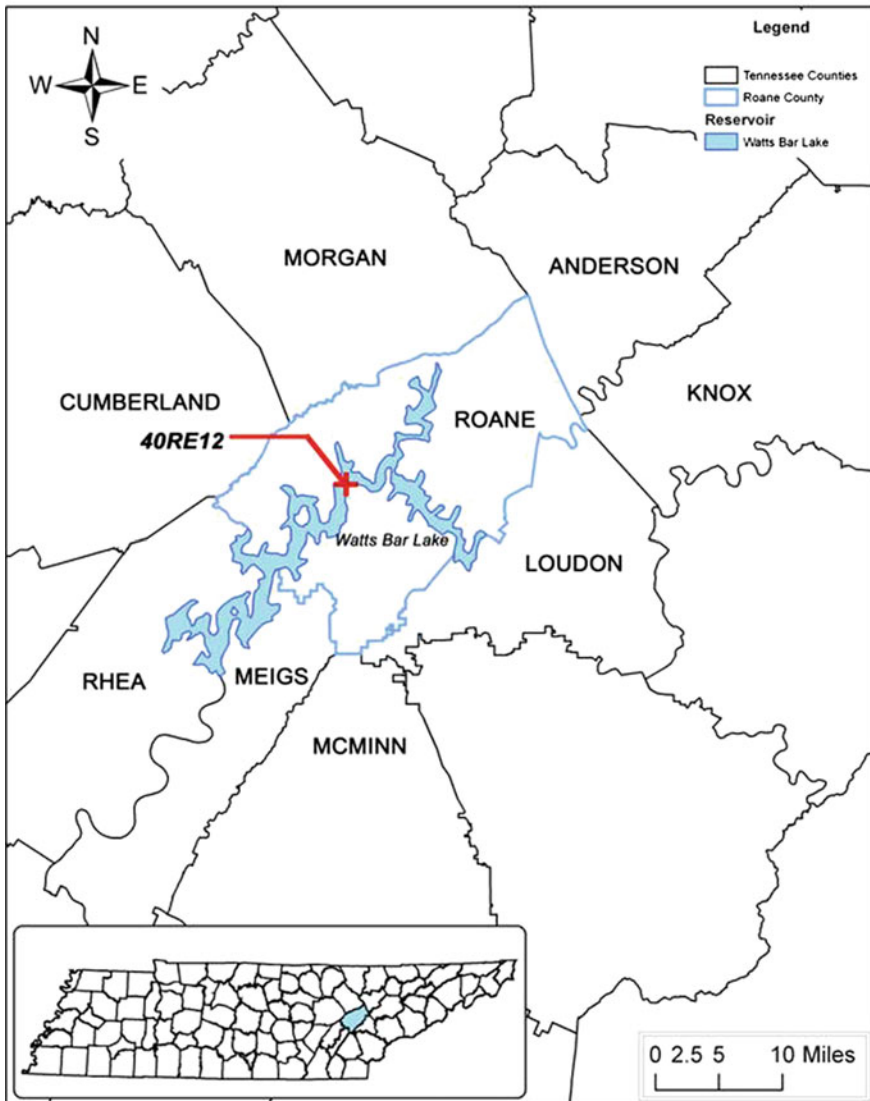 N
W E
S
Legend
Tennessee Counties
Roane County
Reservoir
Watts Bar Lake
MORGAN
ANDERSON
CUMBERLAND
KNOX
ROANE
40RE12
Watts Bar Lake
LOUDON
RHEA
MEIGS
MCMINN
0 2.5 5 10 Miles